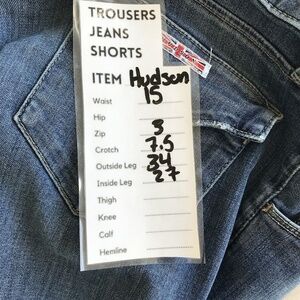 TROUSERS
JEANS
SHORTS
ITEM Hudson
Waist 15
Hip
Zip 3
Crotch 7.5
Outside Leg 34
Inside Leg 27
Thigh
Knee
Calf
Hemline